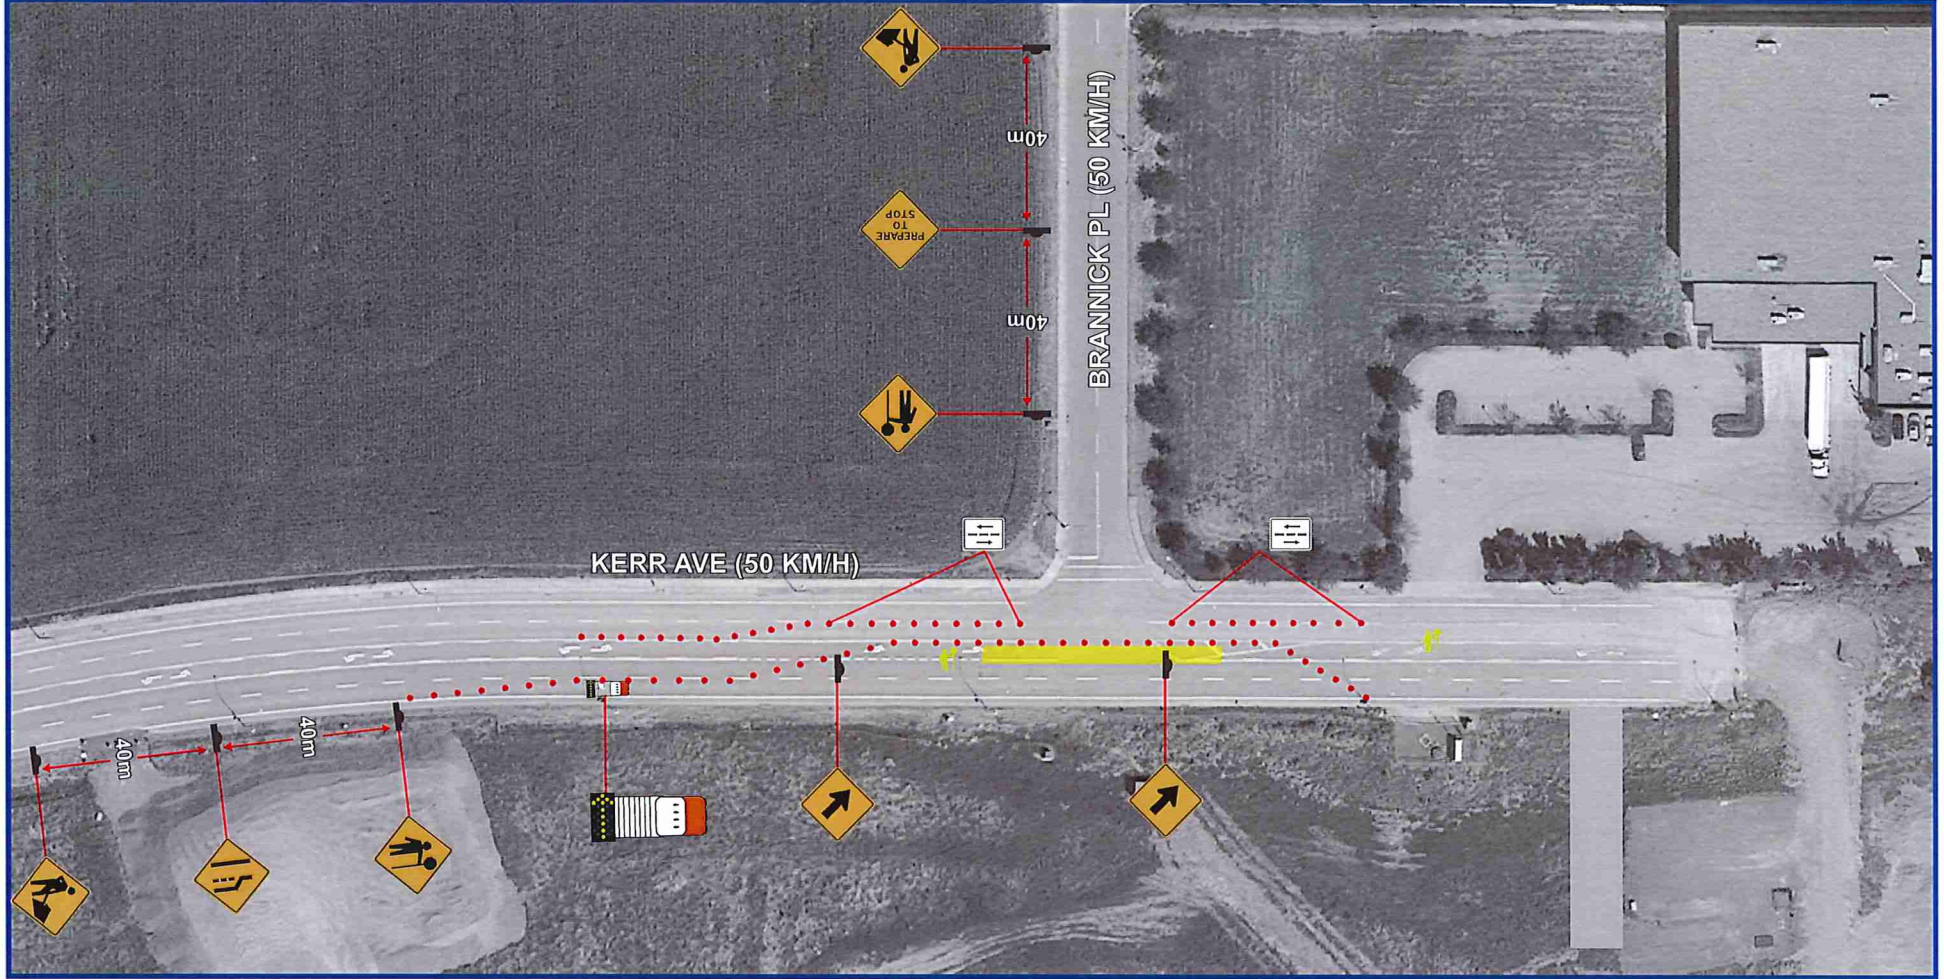 40m
BRANNICK PL (50 KM/H)
PREPARE
TO
STOP
40m
KERR AVE (50 KM/H)
40m
40m